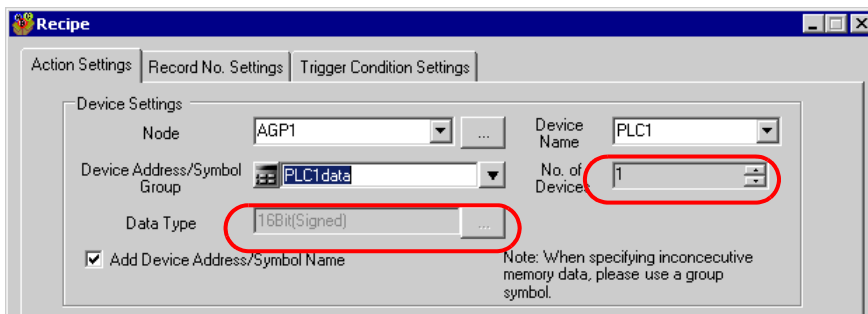 Recipe
Action Settings Record No. Settings Trigger Condition Settings
Device Settings
Node AGP1 ... Device Name PLC1
Device Address/Symbol Group PLC1data No. of Devices 1
Data Type 16Bit(Signed) ...
Add Device Address/Symbol Name
Note: When specifying inconcecutive
memory data, please use a group
symbol.